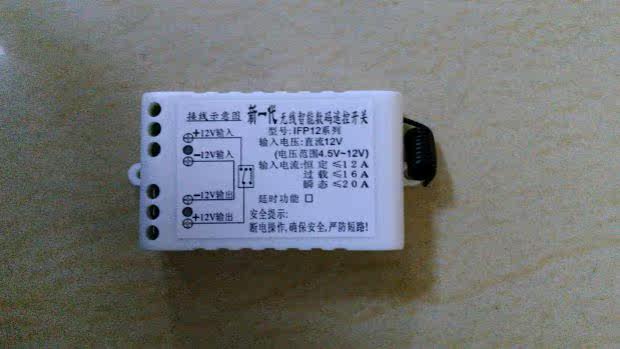 接线示意图
新一代无线智能数码遥控开关
型号:IFP12系列
输入电压:直流12V
(电压范围4.5V~12V)
输入电流:恒定≤12A
过载≤16A
瞬态≤20A
延时功能□
安全提示:
断电操作,确保安全,严防短路!
+12V输入
-12V输入
-12V输出
+12V输出